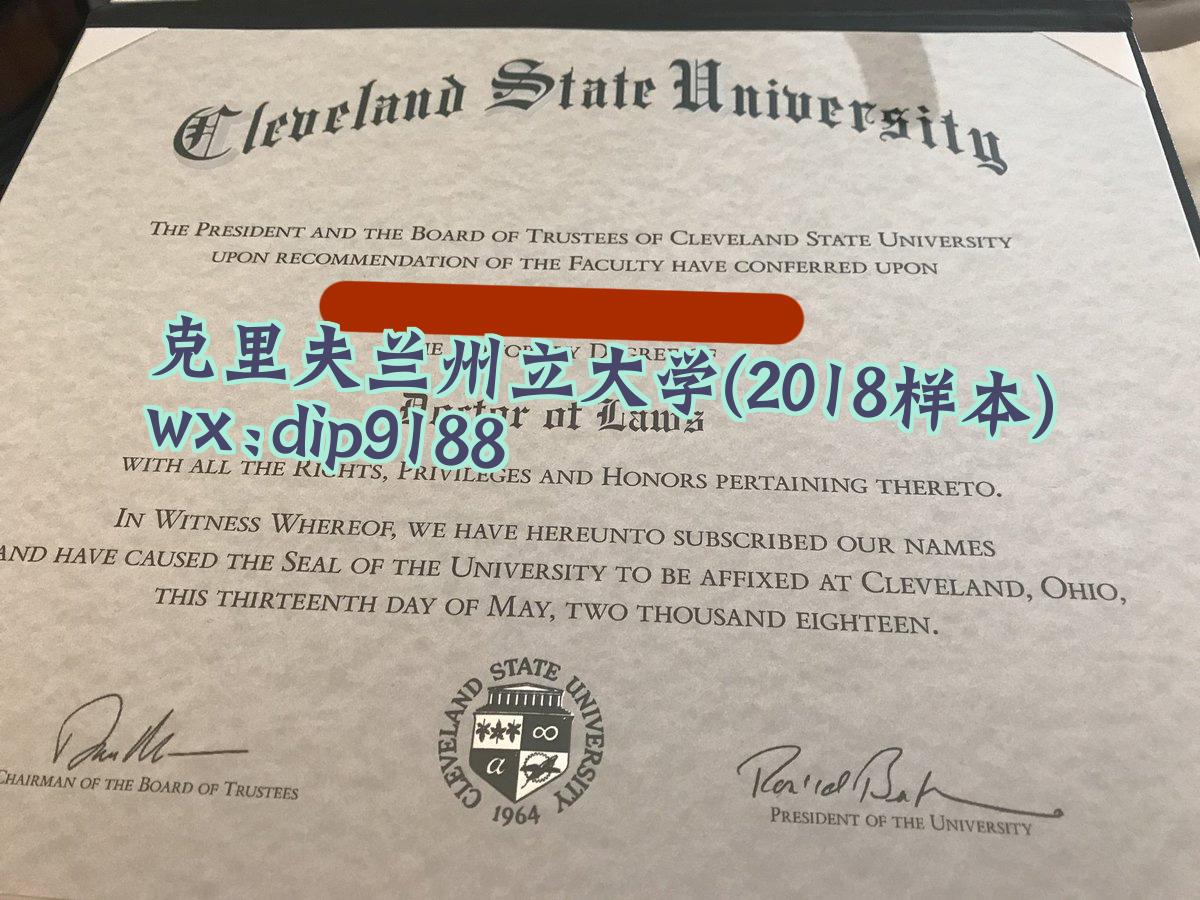 Cleveland State University
THE PRESIDENT AND THE BOARD OF TRUSTEES OF CLEVELAND STATE UNIVERSITY
UPON RECOMMENDATION OF THE FACULTY HAVE CONFERRED UPON
克里夫兰州立大学(2018样本)
Doctor of Laws
wx:dip9188
WITH ALL THE RIGHTS, PRIVILEGES AND HONORS PERTAINING THERETO.
IN WITNESS WHEREOF, WE HAVE HEREUNTO SUBSCRIBED OUR NAMES
AND HAVE CAUSED THE SEAL OF THE UNIVERSITY TO BE AFFIXED AT CLEVELAND, OHIO,
THIS THIRTEENTH DAY OF MAY, TWO THOUSAND EIGHTEEN.
CLEVELAND STATE UNIVERSITY
1964
CHAIRMAN OF THE BOARD OF TRUSTEES
PRESIDENT OF THE UNIVERSITY